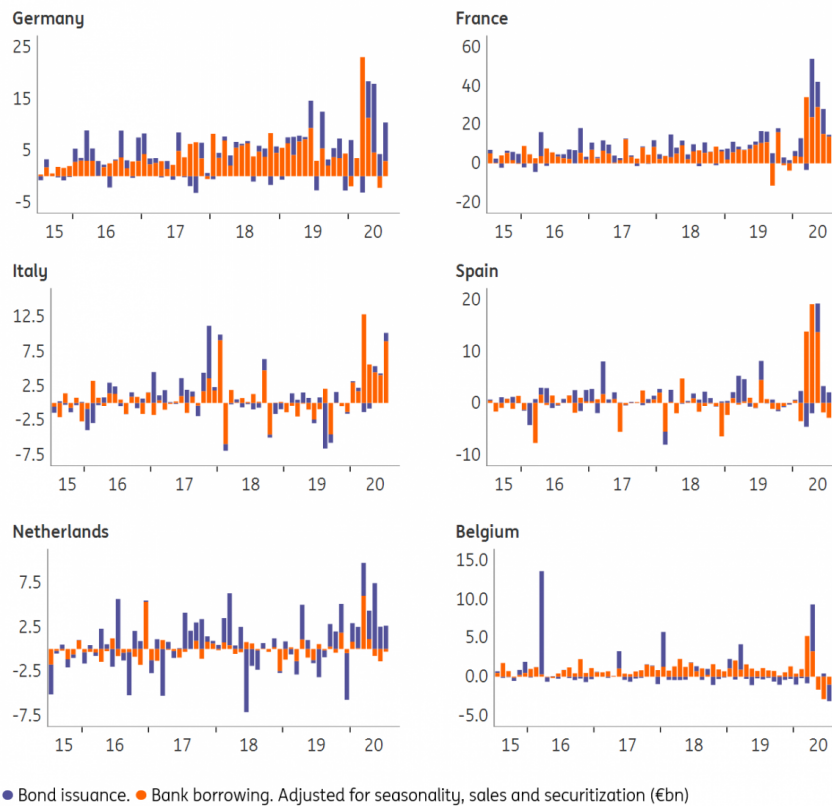 Germany
25
15
5
-5
15 16 17 18 19 20
France
60
40
20
0
-20
15 16 17 18 19 20
Italy
12.5
7.5
2.5
-2.5
-7.5
15 16 17 18 19 20
Spain
20
10
0
-10
15 16 17 18 19 20
Netherlands
7.5
2.5
-2.5
-7.5
15 16 17 18 19 20
Belgium
15.0
10.0
5.0
0.0
-5.0
15 16 17 18 19 20
Bond issuance. Bank borrowing. Adjusted for seasonality, sales and securitization (€bn)